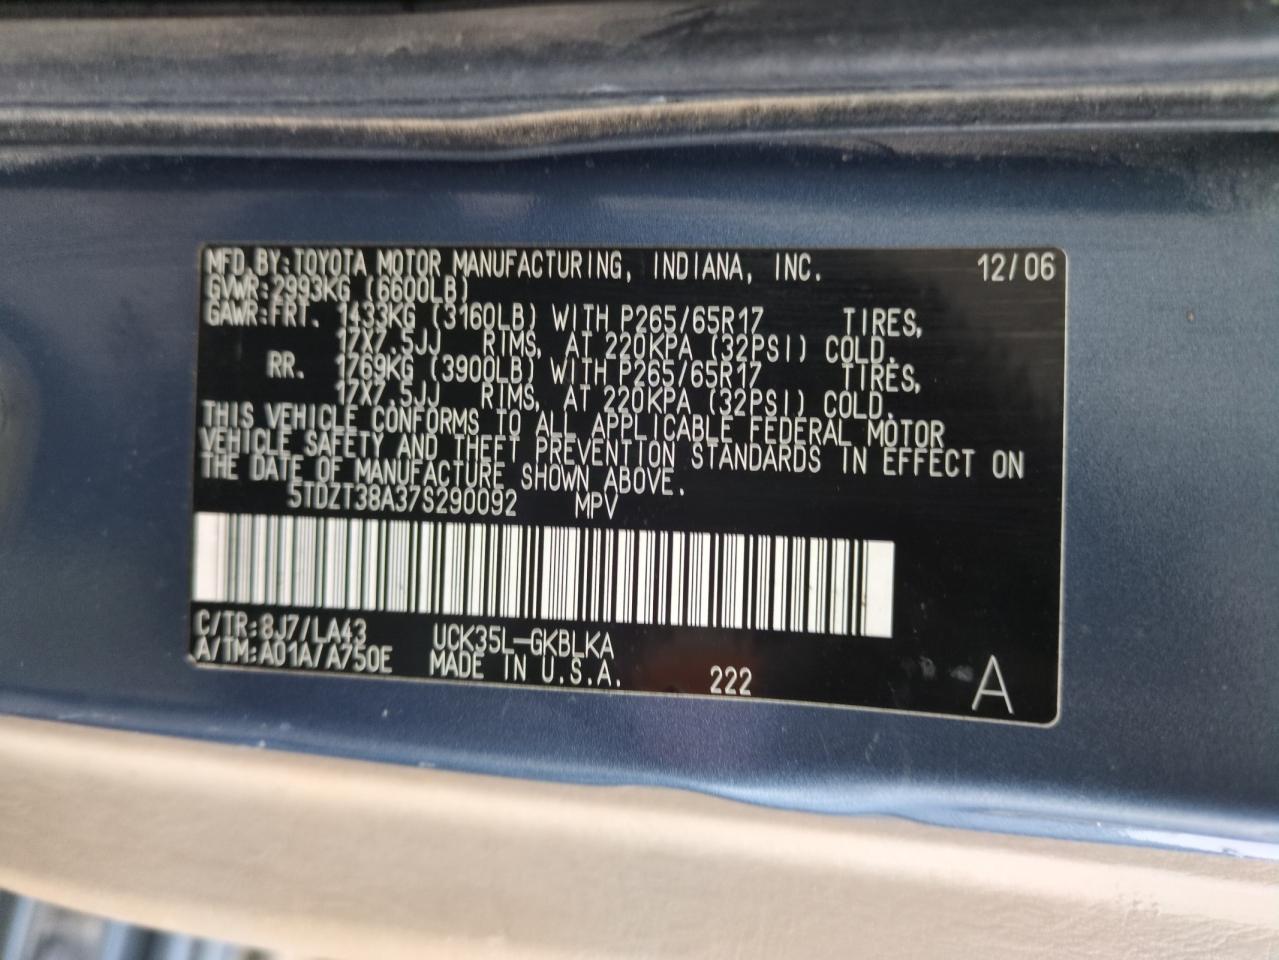 MFD.BY:TOYOTA MOTOR MANUFACTURING, INDIANA, INC. 12/06
GVWR:2993KG (6600LB)
GAWR:FRT. 1433KG (3160LB) WITH P265/65R17 TIRES,
17X7.5JJ RIMS, AT 220KPA (32PSI) COLD.
RR. 1769KG (3900LB) WITH P265/65R17 TIRES,
17X7.5JJ RIMS, AT 220KPA (32PSI) COLD.
THIS VEHICLE CONFORMS TO ALL APPLICABLE FEDERAL MOTOR
VEHICLE SAFETY AND THEFT PREVENTION STANDARDS IN EFFECT ON
THE DATE OF MANUFACTURE SHOWN ABOVE.
5TDZT38A37S290092 MPV
C/TR:8J7/LA43 UCK35L-GKBLKA
A/TM:A01A/A750E MADE IN U.S.A. 222 A